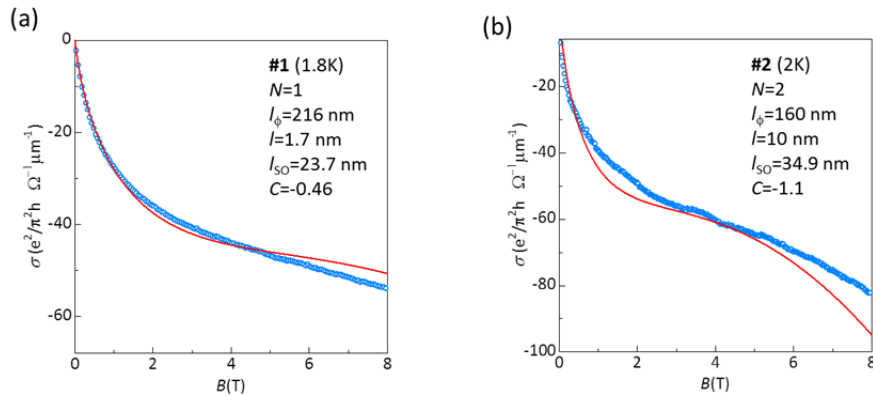 (a)
0
-20
-40
-60
σ (e²/π²h Ω⁻¹μm⁻¹)
#1 (1.8K)
N=1
lϕ=216 nm
l=1.7 nm
lSO=23.7 nm
C=-0.46
0 2 4 6 8
B(T)
(b)
-20
-40
-60
-80
-100
σ (e²/π²h Ω⁻¹μm⁻¹)
#2 (2K)
N=2
lϕ=160 nm
l=10 nm
lSO=34.9 nm
C=-1.1
0 2 4 6 8
B(T)